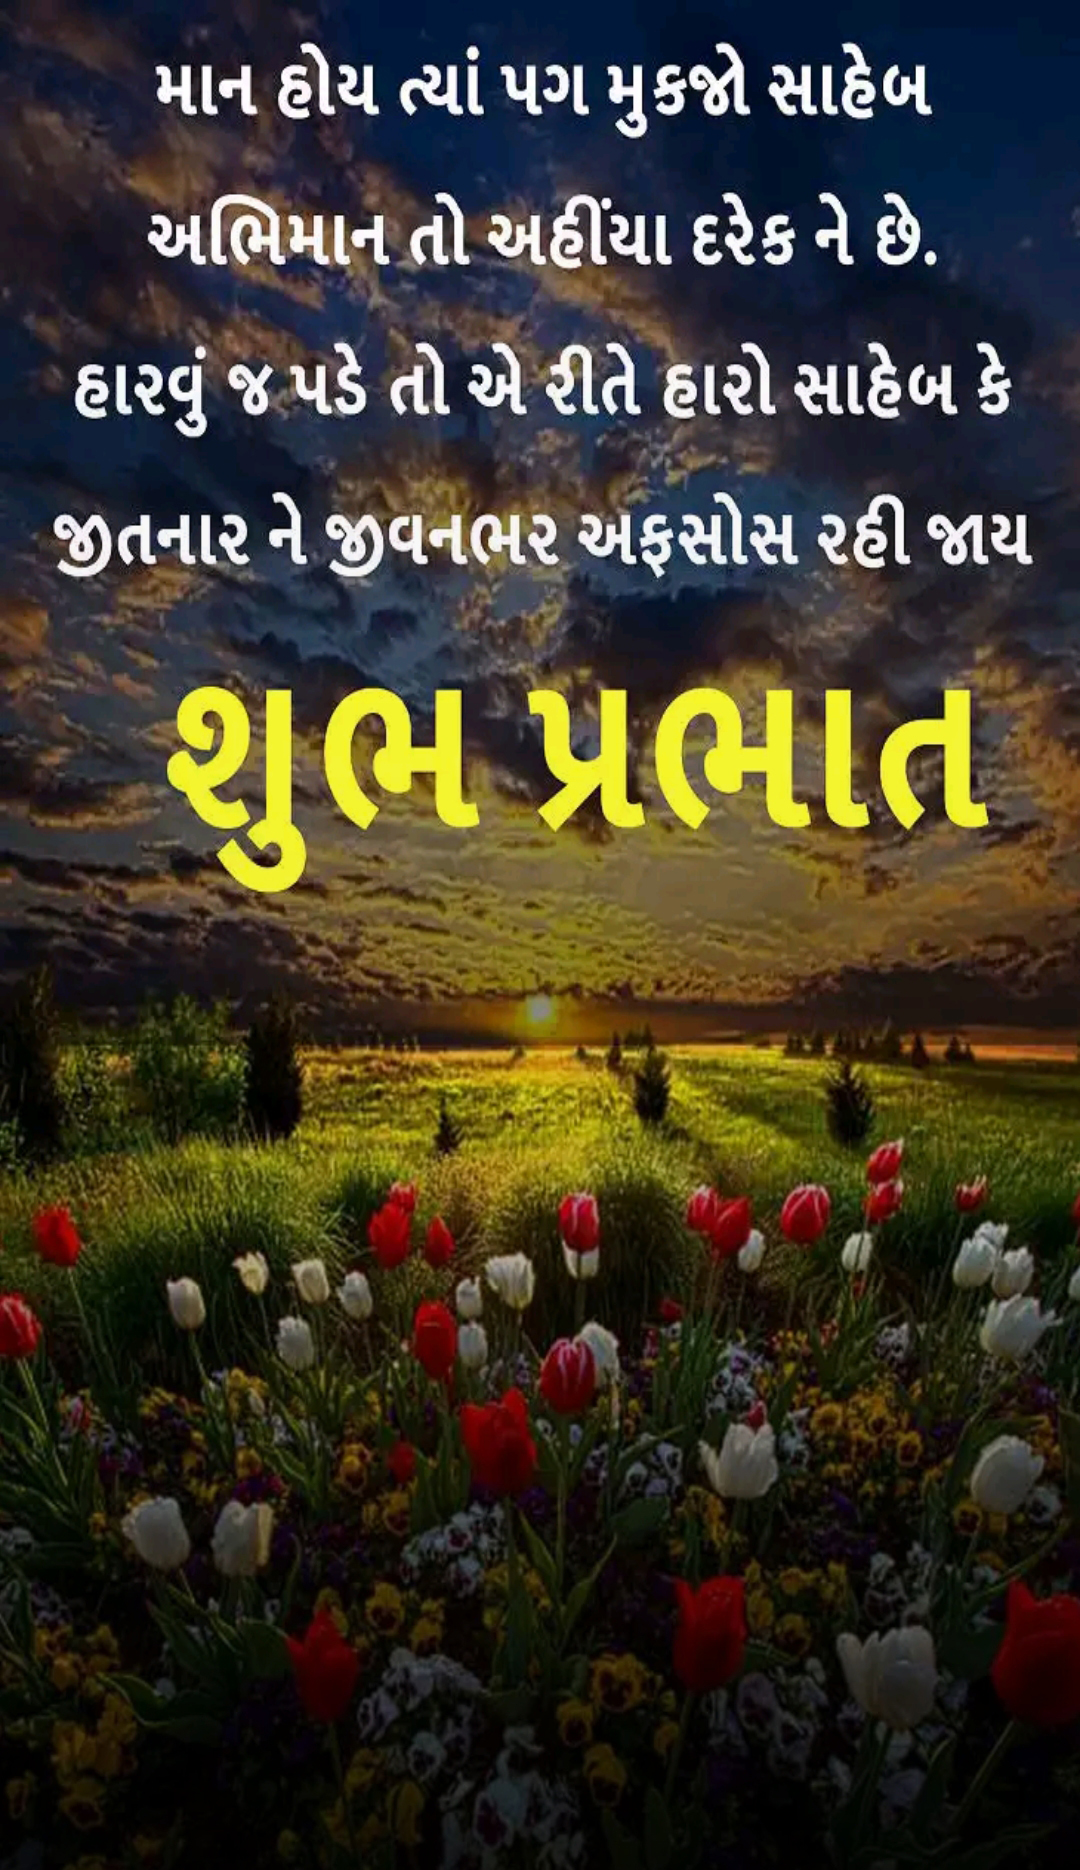 માન હોય ત્યાં પગ મુકજો સાહેબ
અભિમાન તો અહીંયા દરેક ને છે.
હારવું જ પડે તો એ રીતે હારો સાહેબ કે
જીતનાર ને જીવનભર અફસોસ રહી જાય
શુભ પ્રભાત